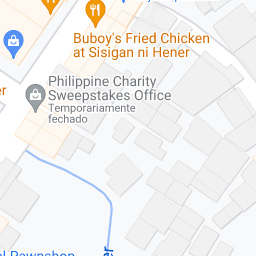 Buboy's Fried Chicken
at Sisigan ni Hener
Philippine Charity
Sweepstakes Office
Temporariamente
fechado